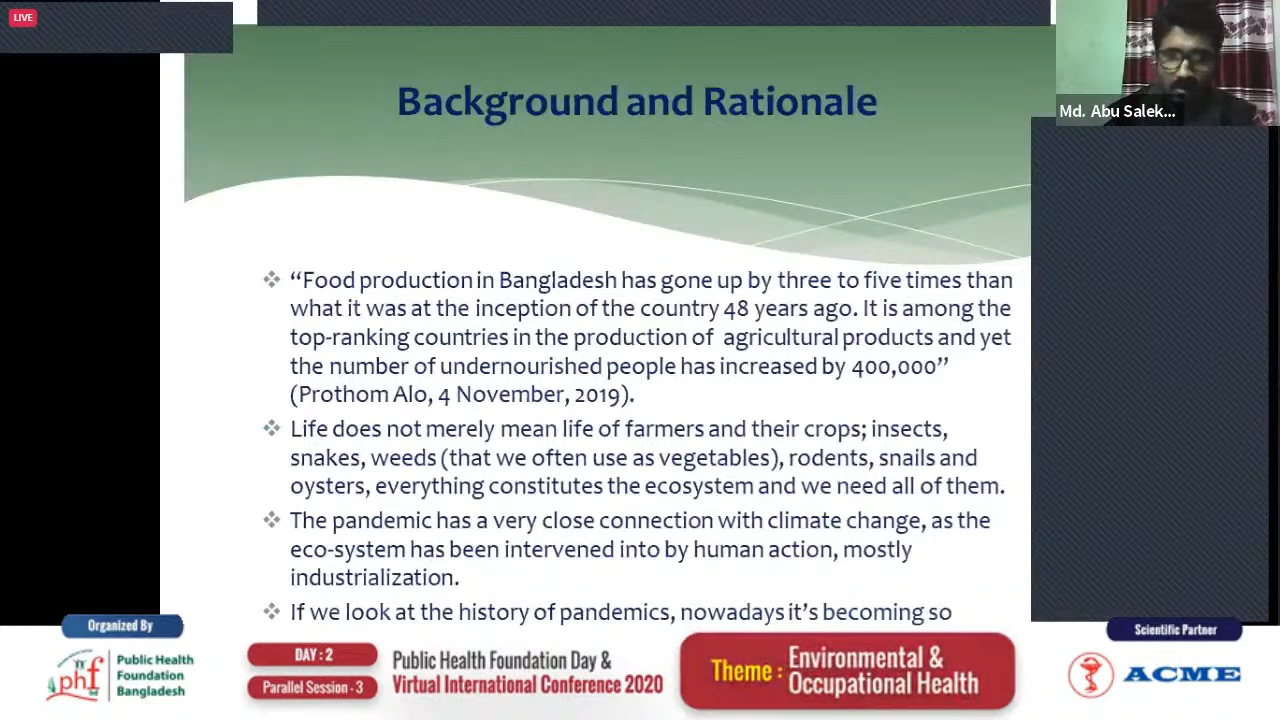 LIVE
Background and Rationale
Md. Abu Salek...
❖ “Food production in Bangladesh has gone up by three to five times than
what it was at the inception of the country 48 years ago. It is among the
top-ranking countries in the production of agricultural products and yet
the number of undernourished people has increased by 400,000”
(Prothom Alo, 4 November, 2019).
❖ Life does not merely mean life of farmers and their crops; insects,
snakes, weeds (that we often use as vegetables), rodents, snails and
oysters, everything constitutes the ecosystem and we need all of them.
❖ The pandemic has a very close connection with climate change, as the
eco-system has been intervened into by human action, mostly
industrialization.
❖ If we look at the history of pandemics, nowadays it’s becoming so
Organized By
phf
Public Health
Foundation
Bangladesh
DAY : 2
Parallel Session - 3
Public Health Foundation Day &
Virtual International Conference 2020
Theme :
Environmental &
Occupational Health
Scientific Partner
ACME